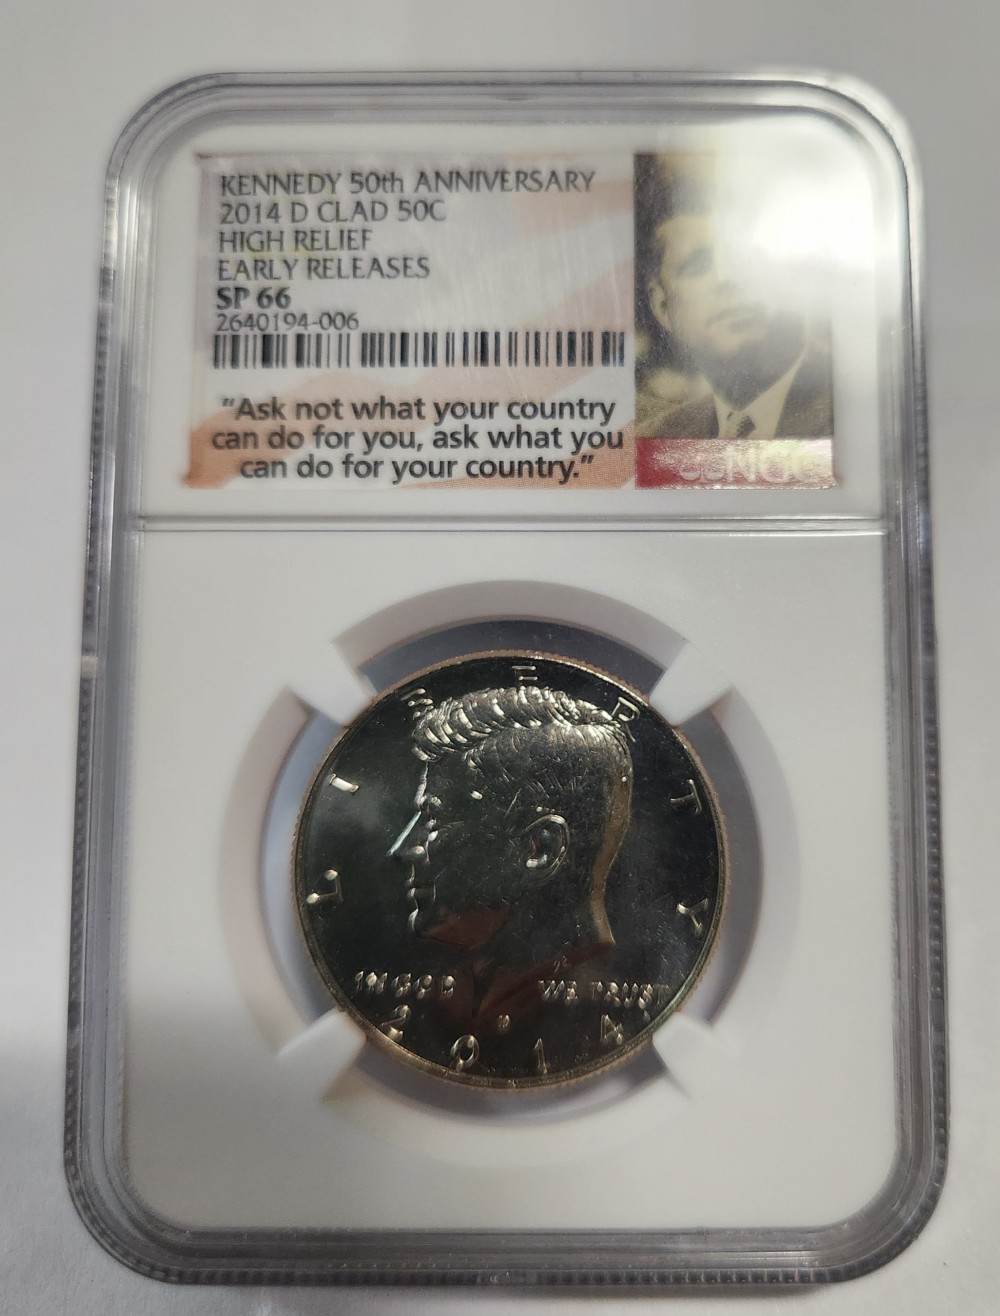 KENNEDY 50th ANNIVERSARY
2014 D CLAD 50C
HIGH RELIEF
EARLY RELEASES
SP 66
2640194-006
"Ask not what your country
can do for you, ask what you
can do for your country."
NGC
LIBERTY
IN GOD WE TRUST
D
2014